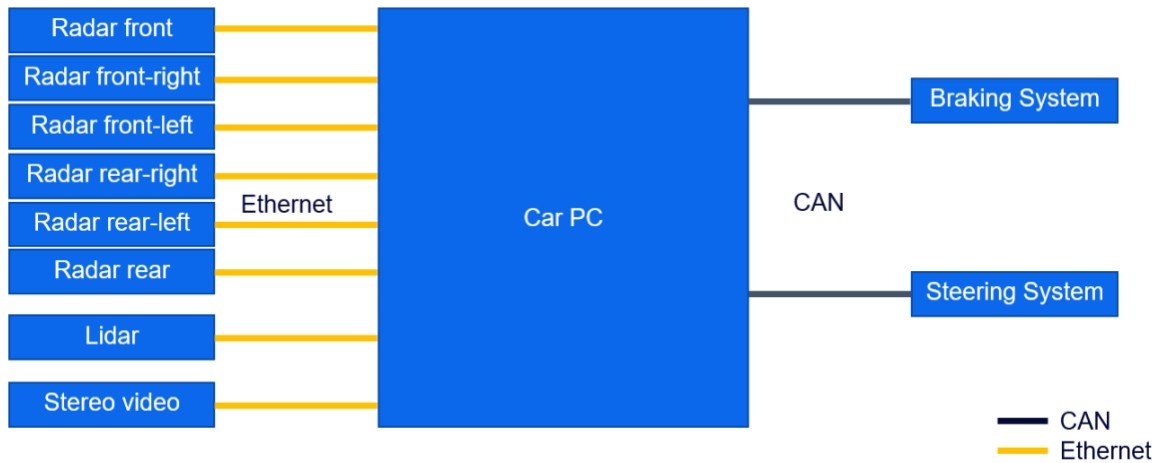 Radar front
Radar front-right
Radar front-left
Radar rear-right
Radar rear-left
Radar rear
Lidar
Stereo video
Ethernet
Car PC
CAN
Braking System
Steering System
CAN
Ethernet